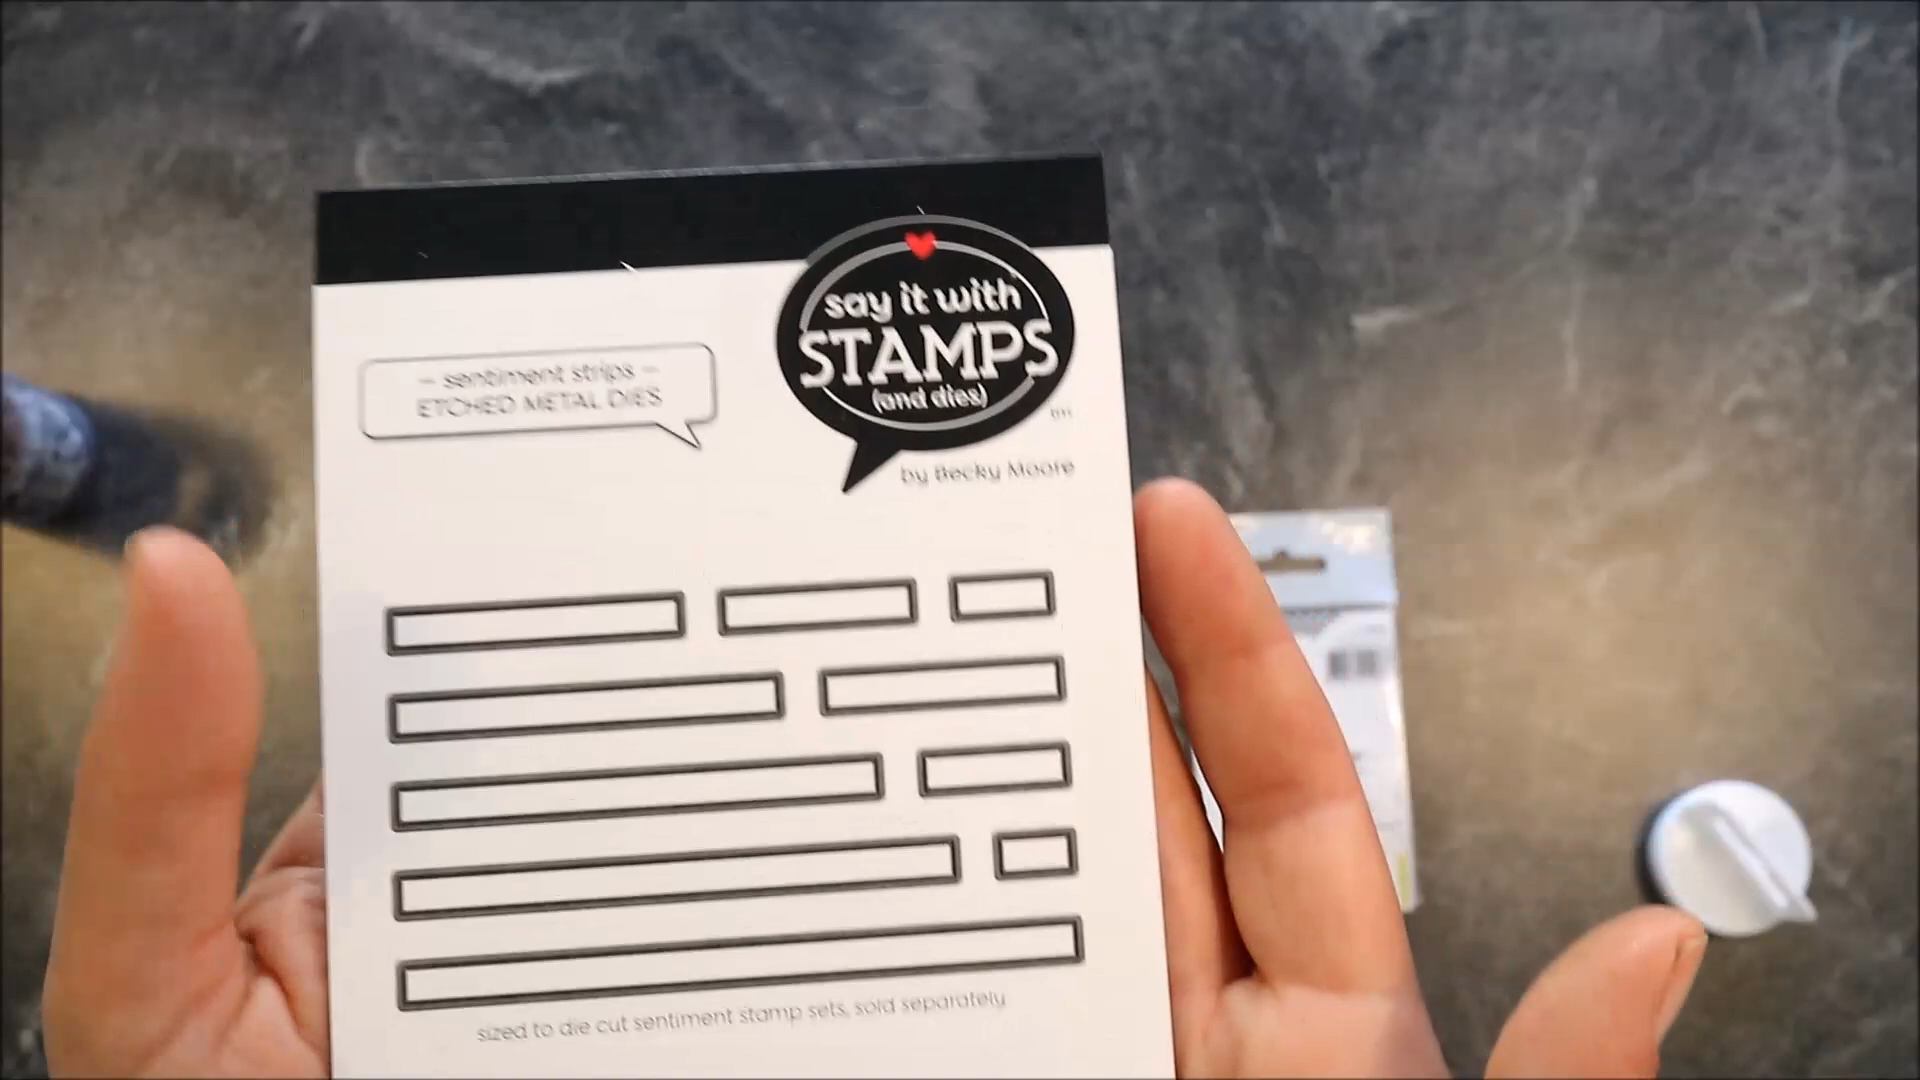 say it with
STAMPS
(and dies)
tm
by Becky Moore
– sentiment strips –
ETCHED METAL DIES
sized to die cut sentiment stamp sets, sold separately